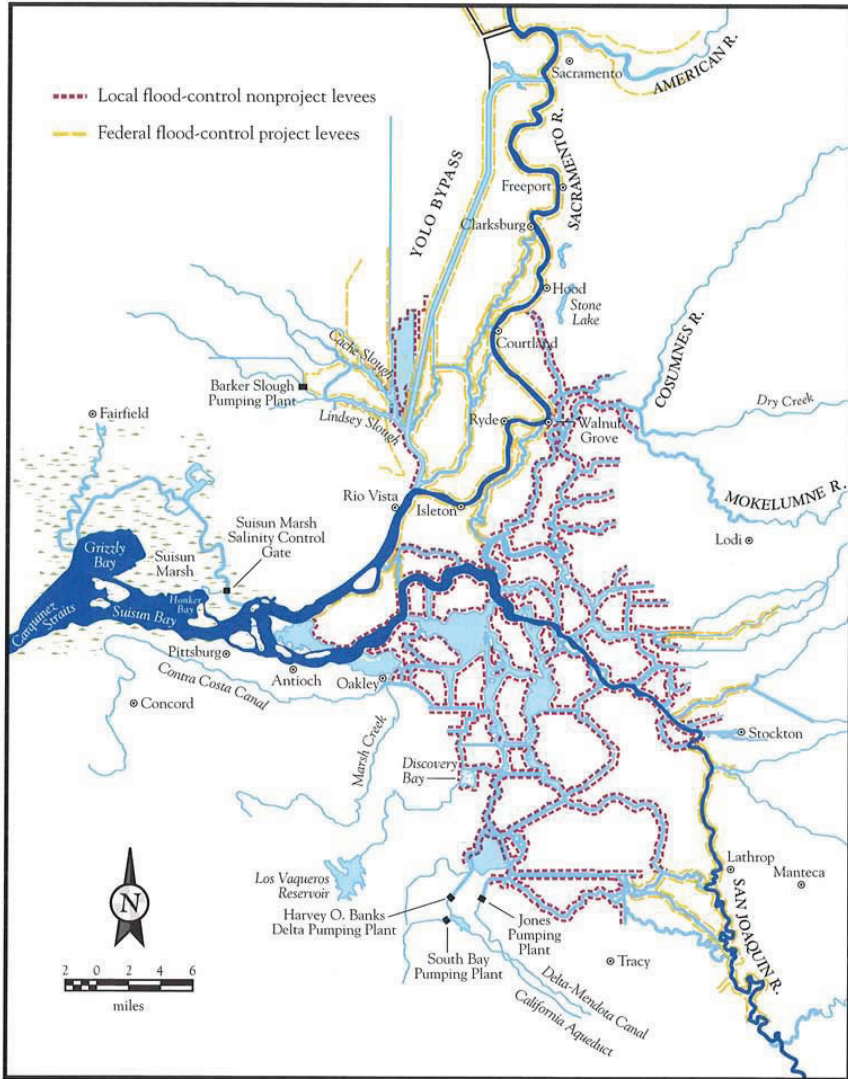 Sacramento
AMERICAN R.
Local flood-control nonproject levees
Federal flood-control project levees
YOLO BYPASS
SACRAMENTO R.
Freeport
Clarksburg
Hood
Stone
Lake
Courtland
COSUMNES R.
Cache Slough
Barker Slough
Pumping Plant
Lindsey Slough
Dry Creek
Fairfield
Ryde
Walnut
Grove
MOKELUMNE R.
Rio Vista
Isleton
Lodi
Suisun Marsh
Salinity Control
Gate
Grizzly
Bay
Suisun
Marsh
Honker
Bay
Suisun Bay
Carquinez
Straits
Pittsburg
Antioch
Oakley
Contra Costa Canal
Concord
Stockton
Marsh Creek
Discovery
Bay
Los Vaqueros
Reservoir
Lathrop
Manteca
SAN JOAQUIN R.
N
Harvey O. Banks
Delta Pumping Plant
Jones
Pumping
Plant
South Bay
Pumping Plant
Tracy
Delta-Mendota Canal
California Aqueduct
2 0 2 4 6
miles